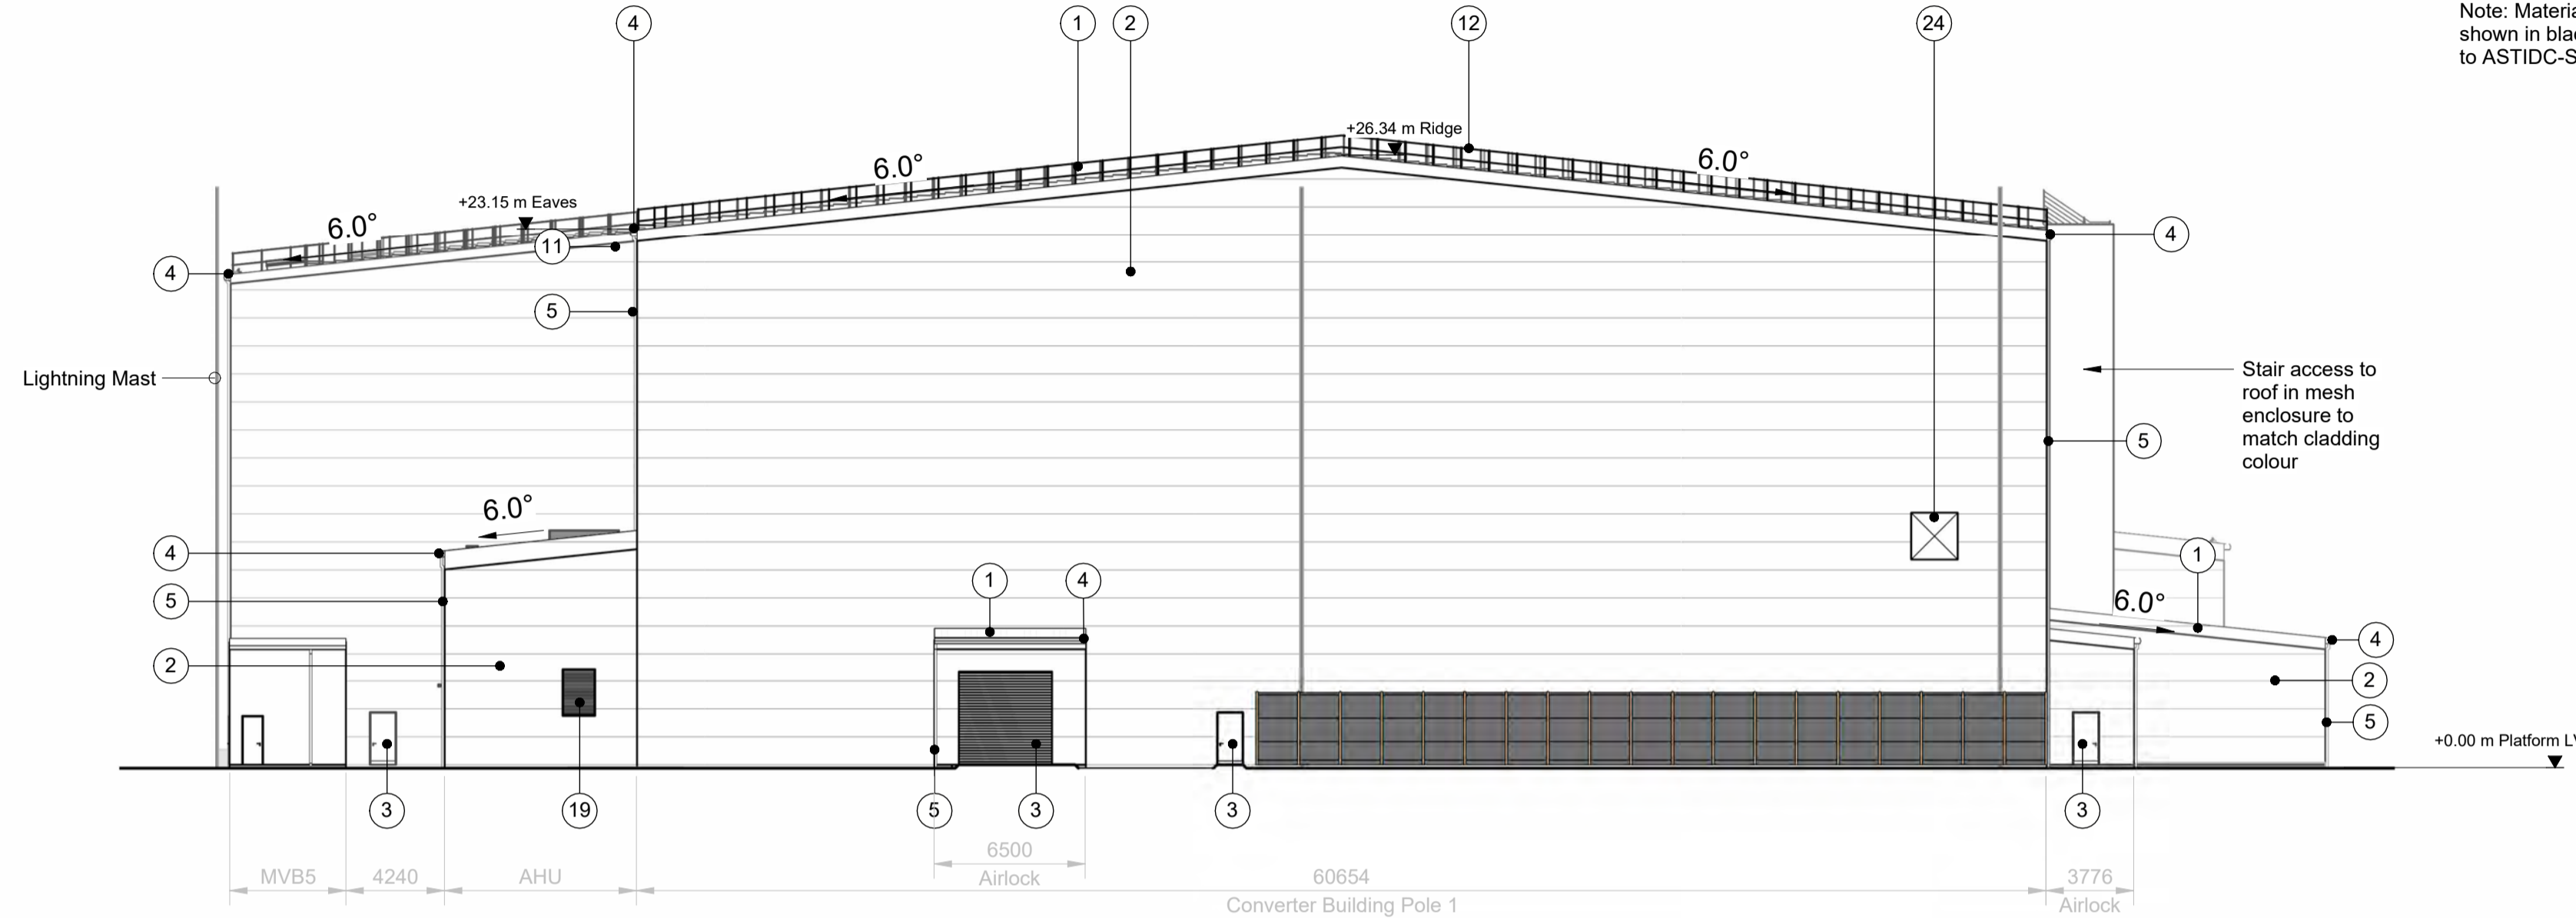 Note:
shown in
to
4
1
2
12
24
+26.34 m Ridge
6.0°
6.0°
+23.15 m Eaves
6.0°
11
4
4
5
Lightning Mast
Stair access to
roof in mesh
enclosure to
match cladding
colour
5
6.0°
4
1
4
1
5
6.0°
4
2
2
5
+0.00 m Platform
3
19
5
3
3
3
6500
Airlock
MVB5
4240
AHU
60654
3776
Converter Building Pole 1
Airlock